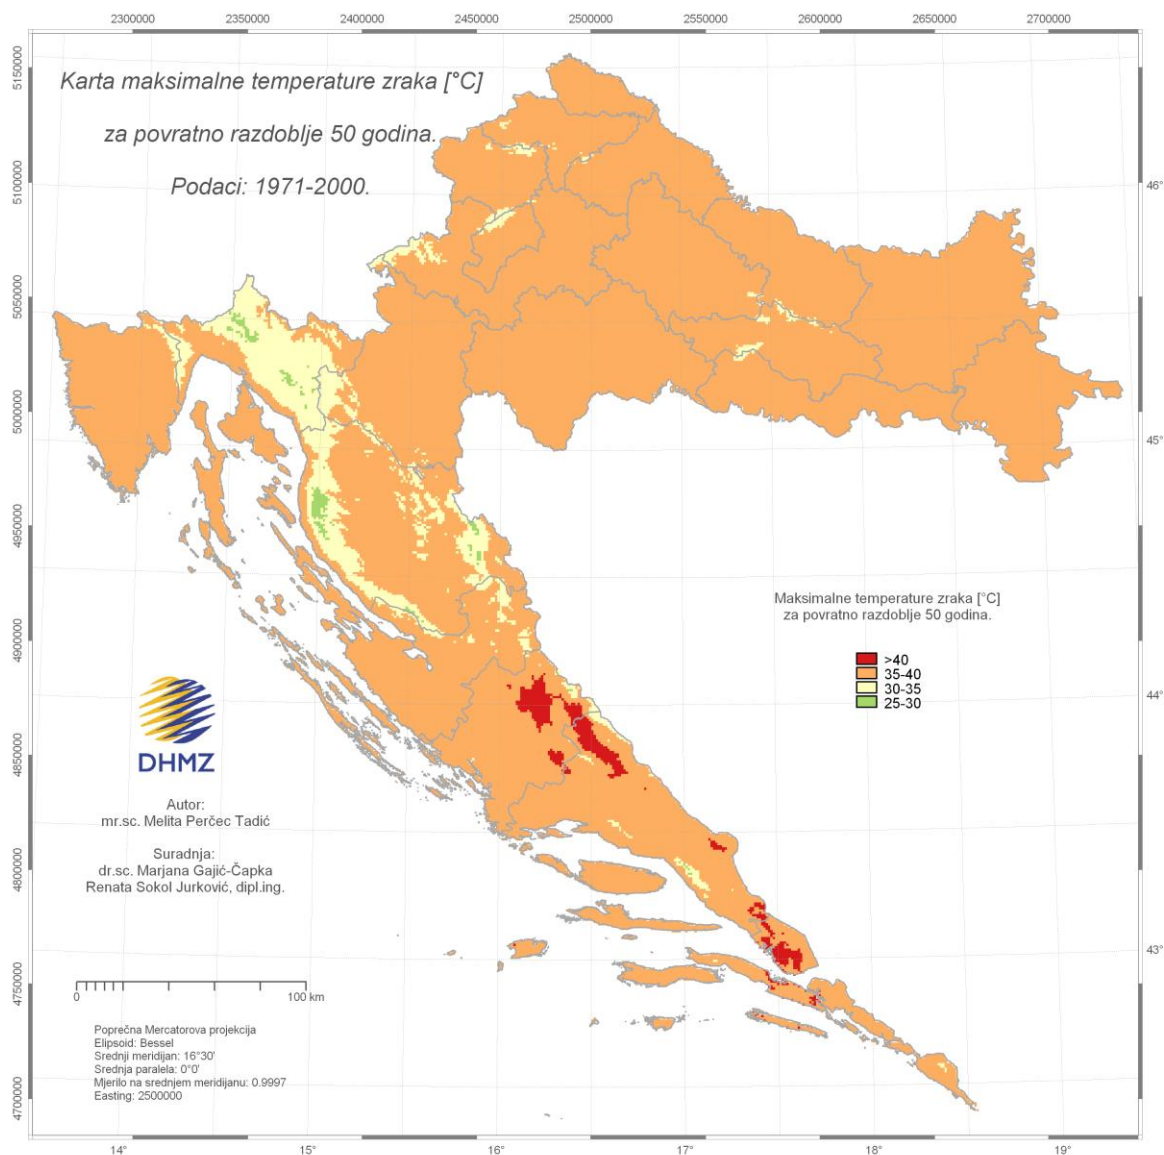 2300000 2350000 2400000 2450000 2500000 2550000 2600000 2650000 2700000
Karta maksimalne temperature zraka [°C]
za povratno razdoblje 50 godina.
Podaci: 1971-2000.
5150000
5100000
5050000
5000000
4950000
4900000
4850000
4800000
4750000
4700000
46°
45°
44°
43°
Maksimalne temperature zraka [°C]
za povratno razdoblje 50 godina.
>40
35-40
30-35
25-30
DHMZ
Autor:
mr.sc. Melita Perčec Tadić
Suradnja:
dr.sc. Marjana Gajić-Čapka
Renata Sokol Jurković, dipl.ing.
0 100 km
Poprečna Mercatorova projekcija
Elipsoid: Bessel
Srednji meridijan: 16°30'
Srednja paralela: 0°0'
Mjerilo na srednjem meridijanu: 0.9997
Easting: 2500000
14° 15° 16° 17° 18° 19°